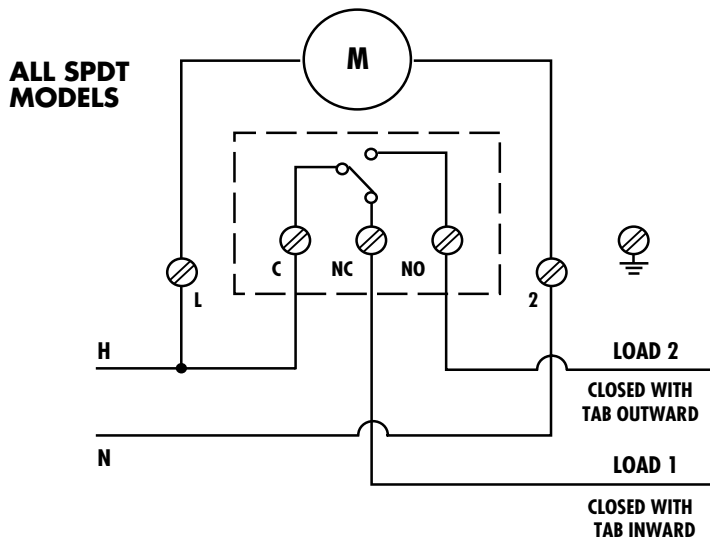 ALL SPDT
MODELS
M
C
NC
NO
L
2
H
LOAD 2
CLOSED WITH
TAB OUTWARD
N
LOAD 1
CLOSED WITH
TAB INWARD